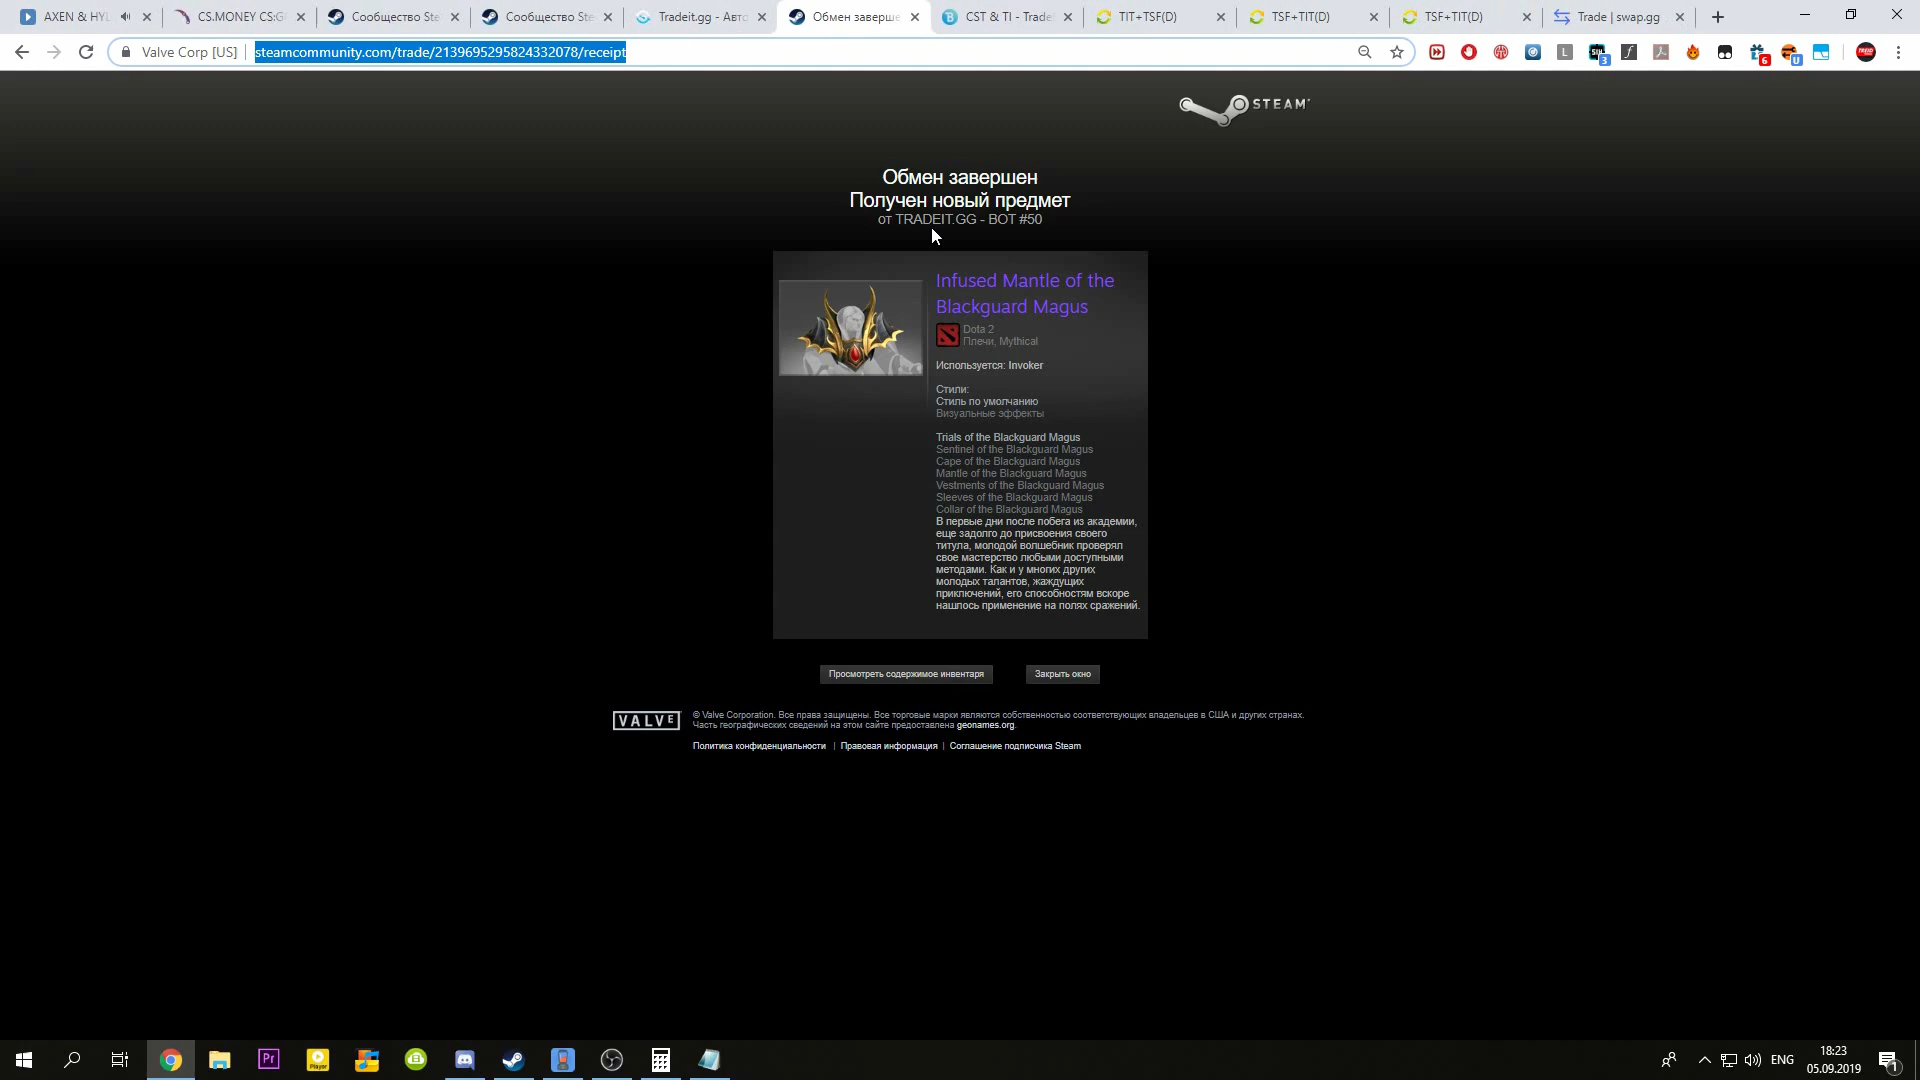 AXEN & HYL
CS.MONEY CS:G
Сообщество Ste
Сообщество Ste
Tradeit.gg - Авто
Обмен заверше
CST & TI - Trade
TIT+TSF(D)
TSF+TIT(D)
TSF+TIT(D)
Trade | swap.gg
Valve Corp [US]
steamcommunity.com/trade/2139695295824332078/receipt
STEAM
Обмен завершен
Получен новый предмет
от TRADEIT.GG - BOT #50
Infused Mantle of the
Blackguard Magus
Dota 2
Плечи, Mythical
Используется: Invoker
Стили:
Стиль по умолчанию
Визуальные эффекты
Trials of the Blackguard Magus
Sentinel of the Blackguard Magus
Cape of the Blackguard Magus
Mantle of the Blackguard Magus
Vestments of the Blackguard Magus
Sleeves of the Blackguard Magus
Collar of the Blackguard Magus
В первые дни после побега из академии,
еще задолго до присвоения своего
титула, молодой волшебник проверял
свое мастерство любыми доступными
методами. Как и у многих других
молодых талантов, жаждущих
приключений, его способностям вскоре
нашлось применение на полях сражений.
Просмотреть содержимое инвентаря
Закрыть окно
VALVE
© Valve Corporation. Все права защищены. Все торговые марки являются собственностью соответствующих владельцев в США и других странах.
Часть географических сведений на этом сайте предоставлена geonames.org.
Политика конфиденциальности | Правовая информация | Соглашение подписчика Steam
Pr
Player
ENG
18:23
05.09.2019
1